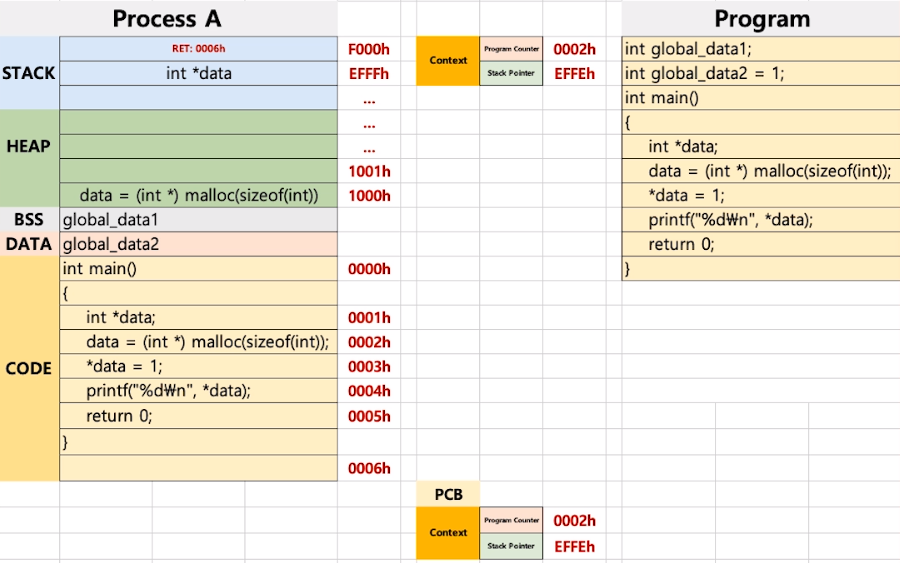 Process A
Program
STACK
RET: 0006h
F000h
int *data
EFFFh
...
HEAP
...
...
1001h
data = (int *) malloc(sizeof(int))
1000h
BSS
global_data1
DATA
global_data2
CODE
int main()
0000h
{
int *data;
0001h
data = (int *) malloc(sizeof(int));
0002h
*data = 1;
0003h
printf("%d₩n", *data);
0004h
return 0;
0005h
}
0006h
Context
Program Counter
0002h
Stack Pointer
EFFEh
int global_data1;
int global_data2 = 1;
int main()
{
int *data;
data = (int *) malloc(sizeof(int));
*data = 1;
printf("%d₩n", *data);
return 0;
}
PCB
Context
Program Counter
0002h
Stack Pointer
EFFEh